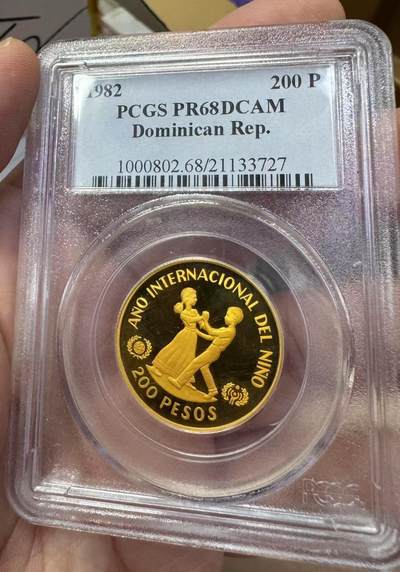 1982 200 P
PCGS PR68DCAM
Dominican Rep.
1000802.68/21133727
AÑO INTERNACIONAL DEL NIÑO
200 PESOS
PCGS